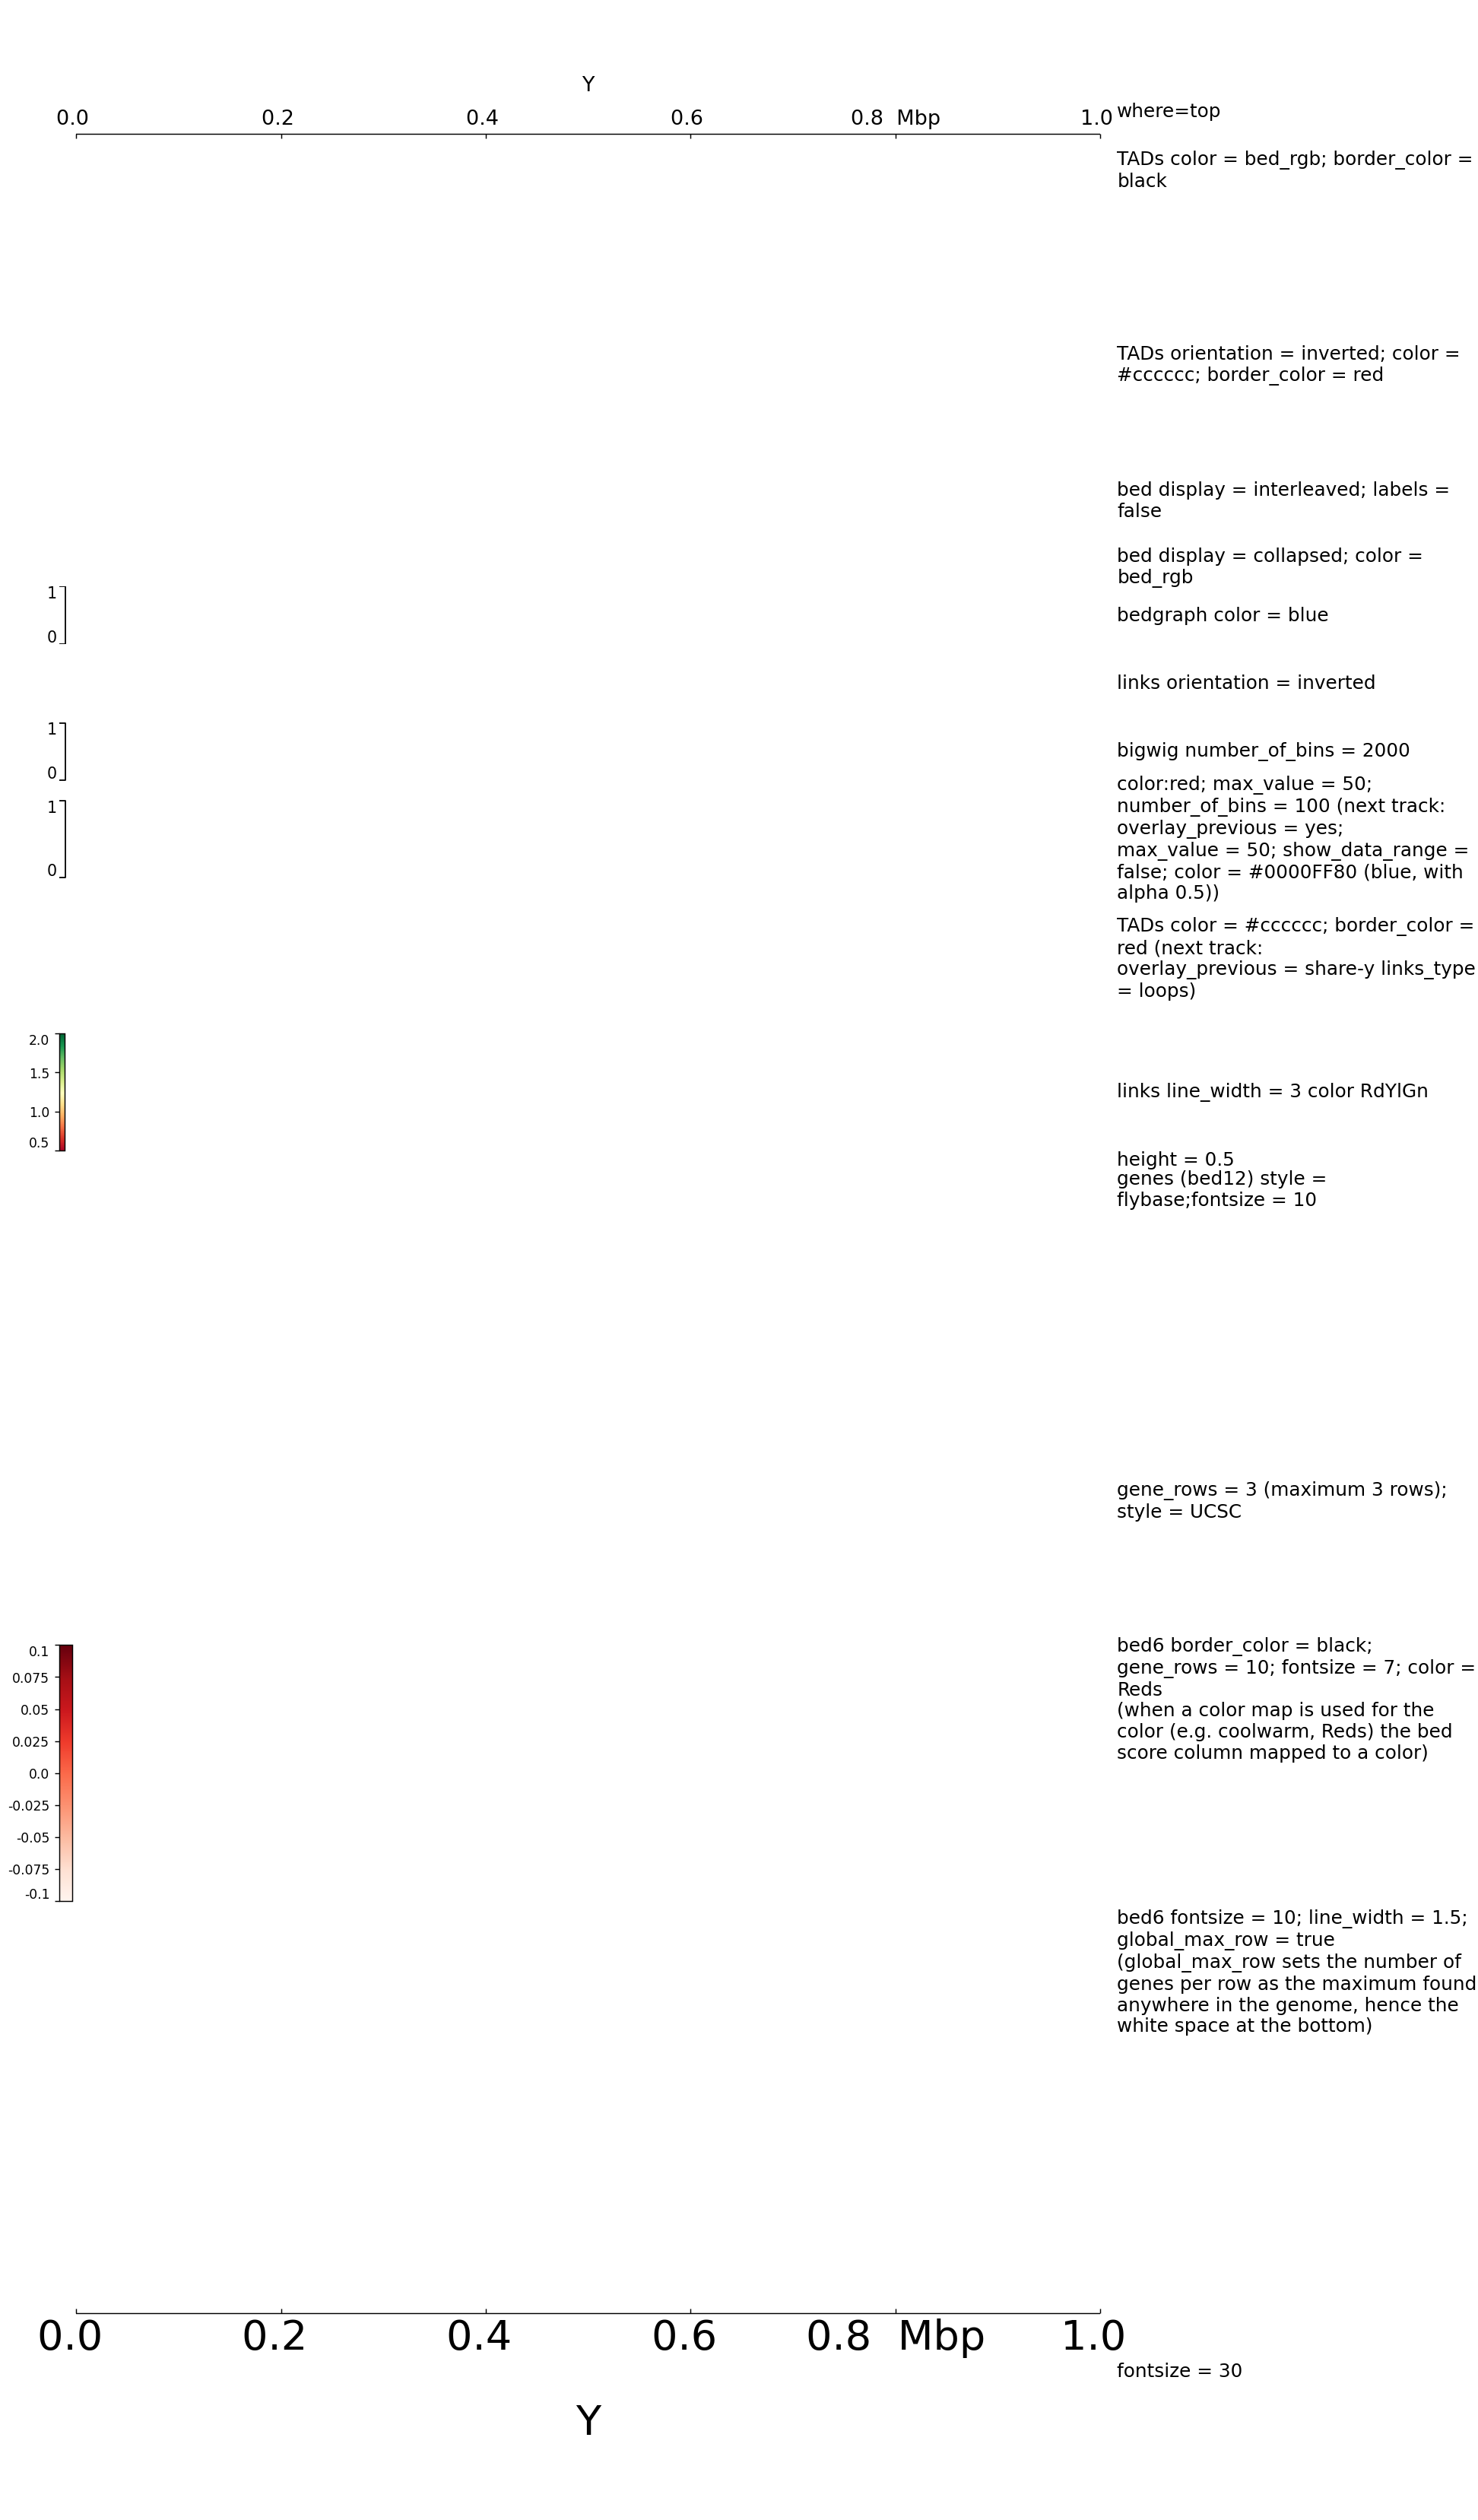 Y
0.0 0.2 0.4 0.6 0.8 Mbp 1.0
where=top
TADs color = bed_rgb; border_color =
black
TADs orientation = inverted; color =
#cccccc; border_color = red
bed display = interleaved; labels =
false
bed display = collapsed; color =
bed_rgb
1
0
bedgraph color = blue
links orientation = inverted
1
0
bigwig number_of_bins = 2000
1
0
color:red; max_value = 50;
number_of_bins = 100 (next track:
overlay_previous = yes;
max_value = 50; show_data_range =
false; color = #0000FF80 (blue, with
alpha 0.5))
TADs color = #cccccc; border_color =
red (next track:
overlay_previous = share-y links_type
= loops)
2.0
1.5
1.0
0.5
links line_width = 3 color RdYlGn
height = 0.5
genes (bed12) style =
flybase;fontsize = 10
gene_rows = 3 (maximum 3 rows);
style = UCSC
0.1
0.075
0.05
0.025
0.0
-0.025
-0.05
-0.075
-0.1
bed6 border_color = black;
gene_rows = 10; fontsize = 7; color =
Reds
(when a color map is used for the
color (e.g. coolwarm, Reds) the bed
score column mapped to a color)
bed6 fontsize = 10; line_width = 1.5;
global_max_row = true
(global_max_row sets the number of
genes per row as the maximum found
anywhere in the genome, hence the
white space at the bottom)
0.0 0.2 0.4 0.6 0.8 Mbp 1.0
fontsize = 30
Y